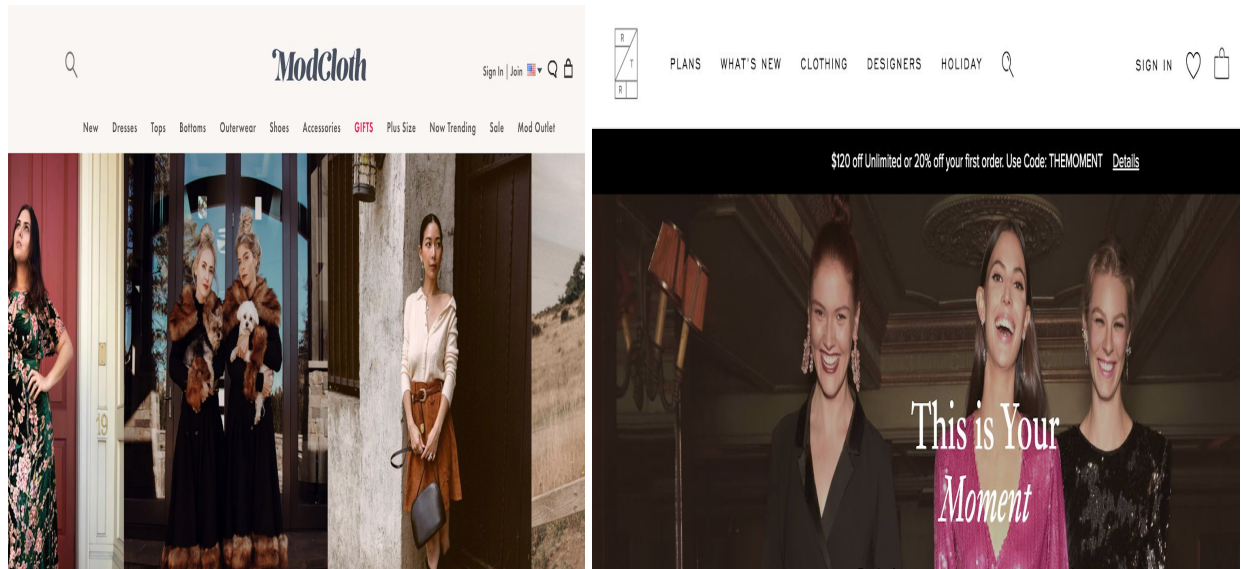 ModCloth
Sign In | Join
New Dresses Tops Bottoms Outerwear Shoes Accessories GIFTS Plus Size Now Trending Sale Mod Outlet
19
R
T
R
PLANS WHAT'S NEW CLOTHING DESIGNERS HOLIDAY
SIGN IN
$120 off Unlimited or 20% off your first order. Use Code: THEMOMENT Details
This is Your
Moment